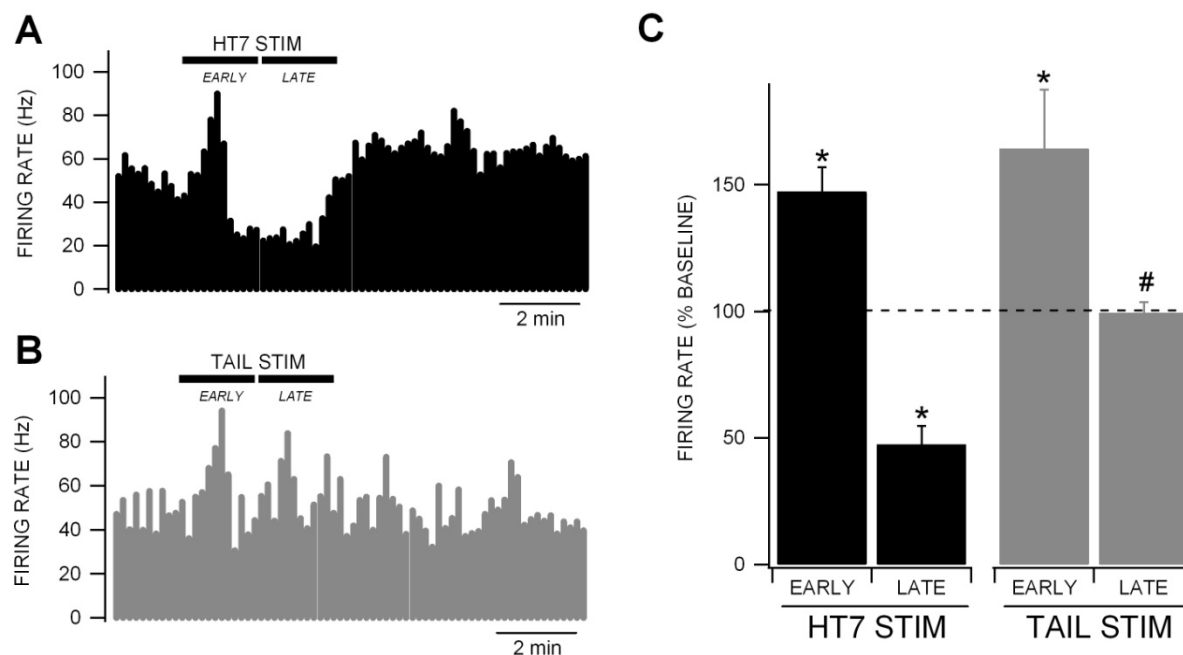 A
HT7 STIM
EARLY LATE
FIRING RATE (Hz)
100
80
60
40
20
0
2 min
B
TAIL STIM
EARLY LATE
FIRING RATE (Hz)
100
80
60
40
20
0
2 min
C
FIRING RATE (% BASELINE)
150
100
50
0
*
*
*
#
EARLY LATE EARLY LATE
HT7 STIM TAIL STIM